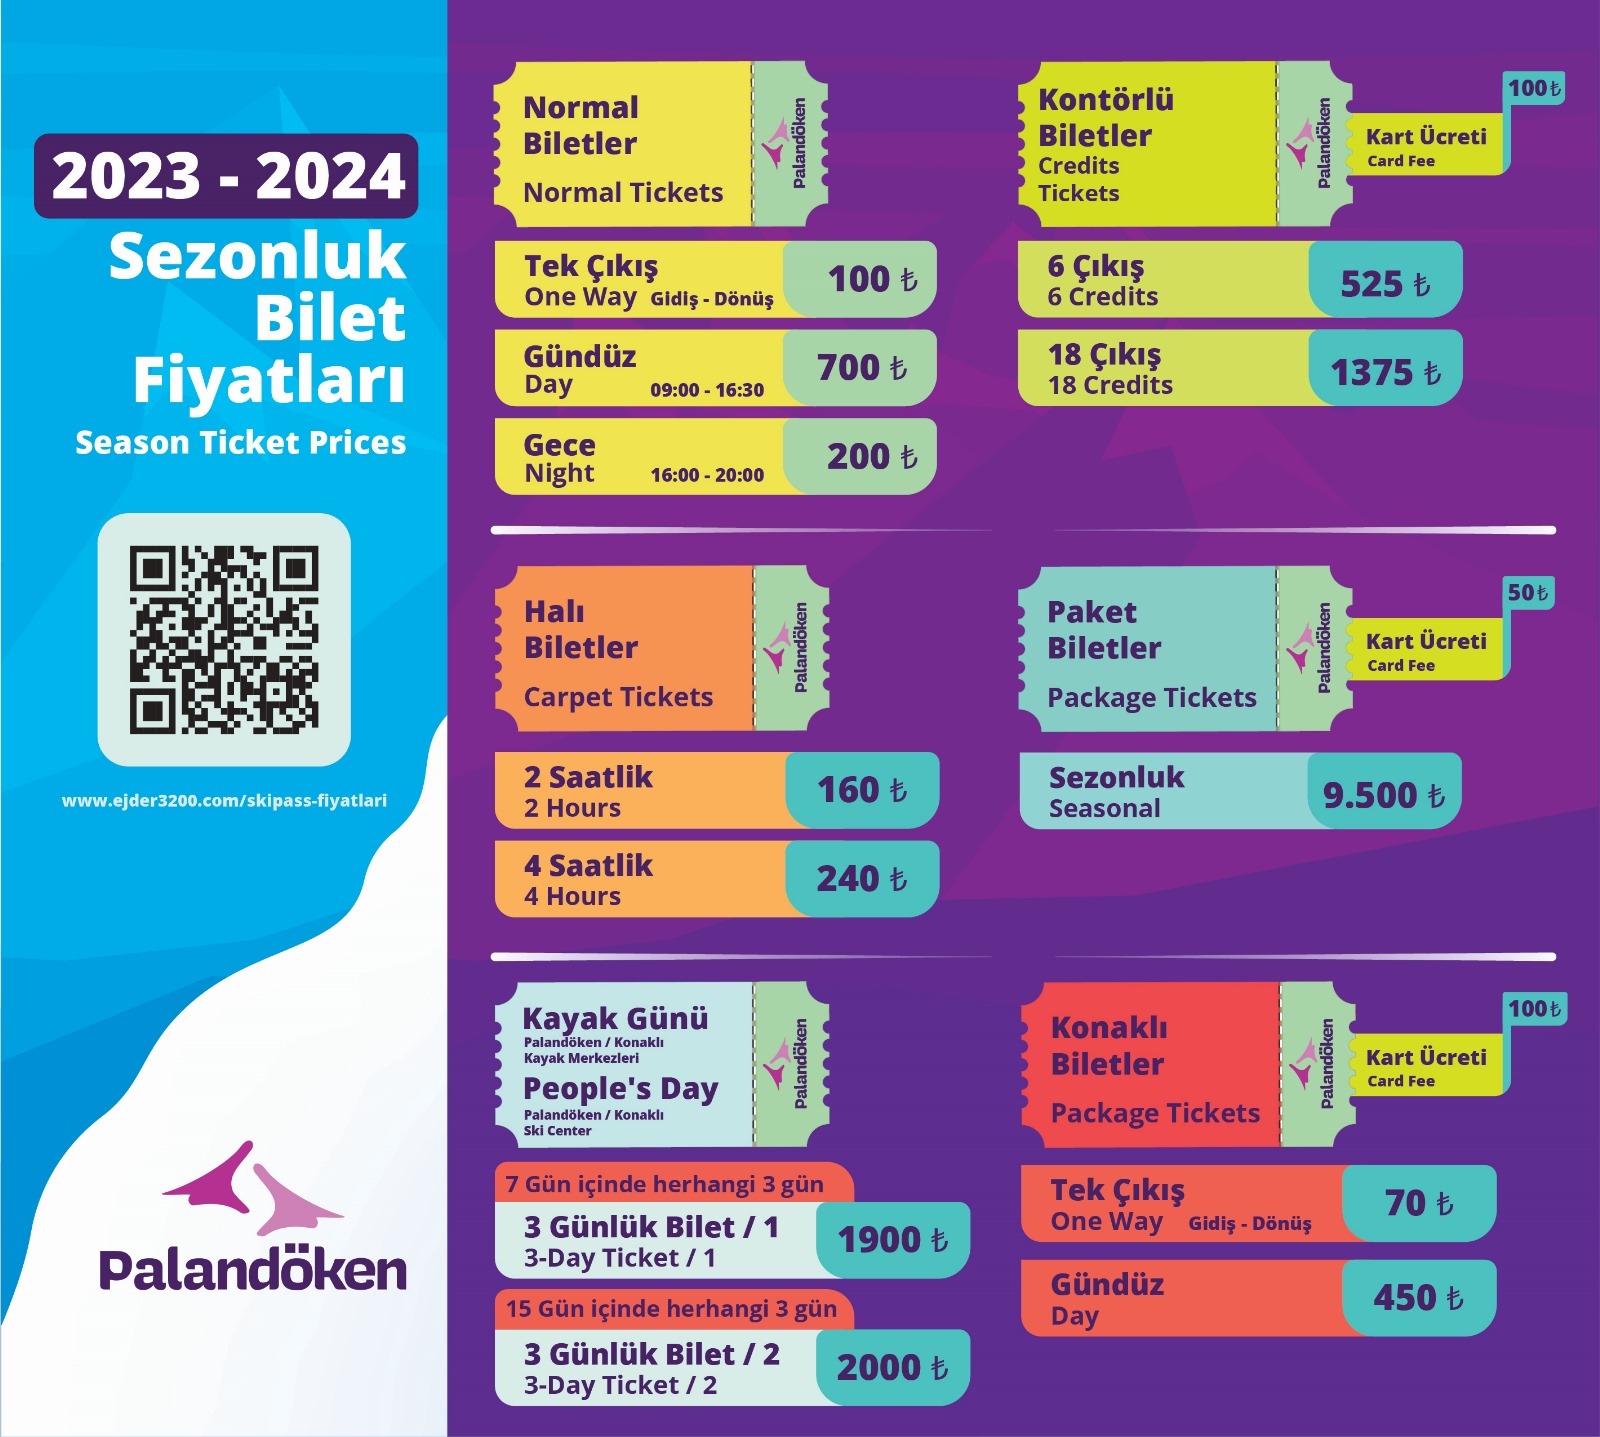 2023 - 2024
Sezonluk
Bilet
Fiyatları
Season Ticket Prices
www.ejder3200.com/skipass-fiyatlari
Palandöken
Normal
Biletler
Normal Tickets
Palandöken
Tek Çıkış
One Way Gidiş - Dönüş
100 ₺
Gündüz
Day 09:00 - 16:30
700 ₺
Gece
Night 16:00 - 20:00
200 ₺
Kontörlü
Biletler
Credits
Tickets
Palandöken
Kart Ücreti
Card Fee
100₺
6 Çıkış
6 Credits
525 ₺
18 Çıkış
18 Credits
1375 ₺
Halı
Biletler
Carpet Tickets
Palandöken
2 Saatlik
2 Hours
160 ₺
4 Saatlik
4 Hours
240 ₺
Paket
Biletler
Package Tickets
Palandöken
Kart Ücreti
Card Fee
50₺
Sezonluk
Seasonal
9.500 ₺
Kayak Günü
Palandöken / Konaklı
Kayak Merkezleri
People's Day
Palandöken / Konaklı
Ski Center
Palandöken
7 Gün içinde herhangi 3 gün
3 Günlük Bilet / 1
3-Day Ticket / 1
1900 ₺
15 Gün içinde herhangi 3 gün
3 Günlük Bilet / 2
3-Day Ticket / 2
2000 ₺
Konaklı
Biletler
Package Tickets
Palandöken
Kart Ücreti
Card Fee
100₺
Tek Çıkış
One Way Gidiş - Dönüş
70 ₺
Gündüz
Day
450 ₺